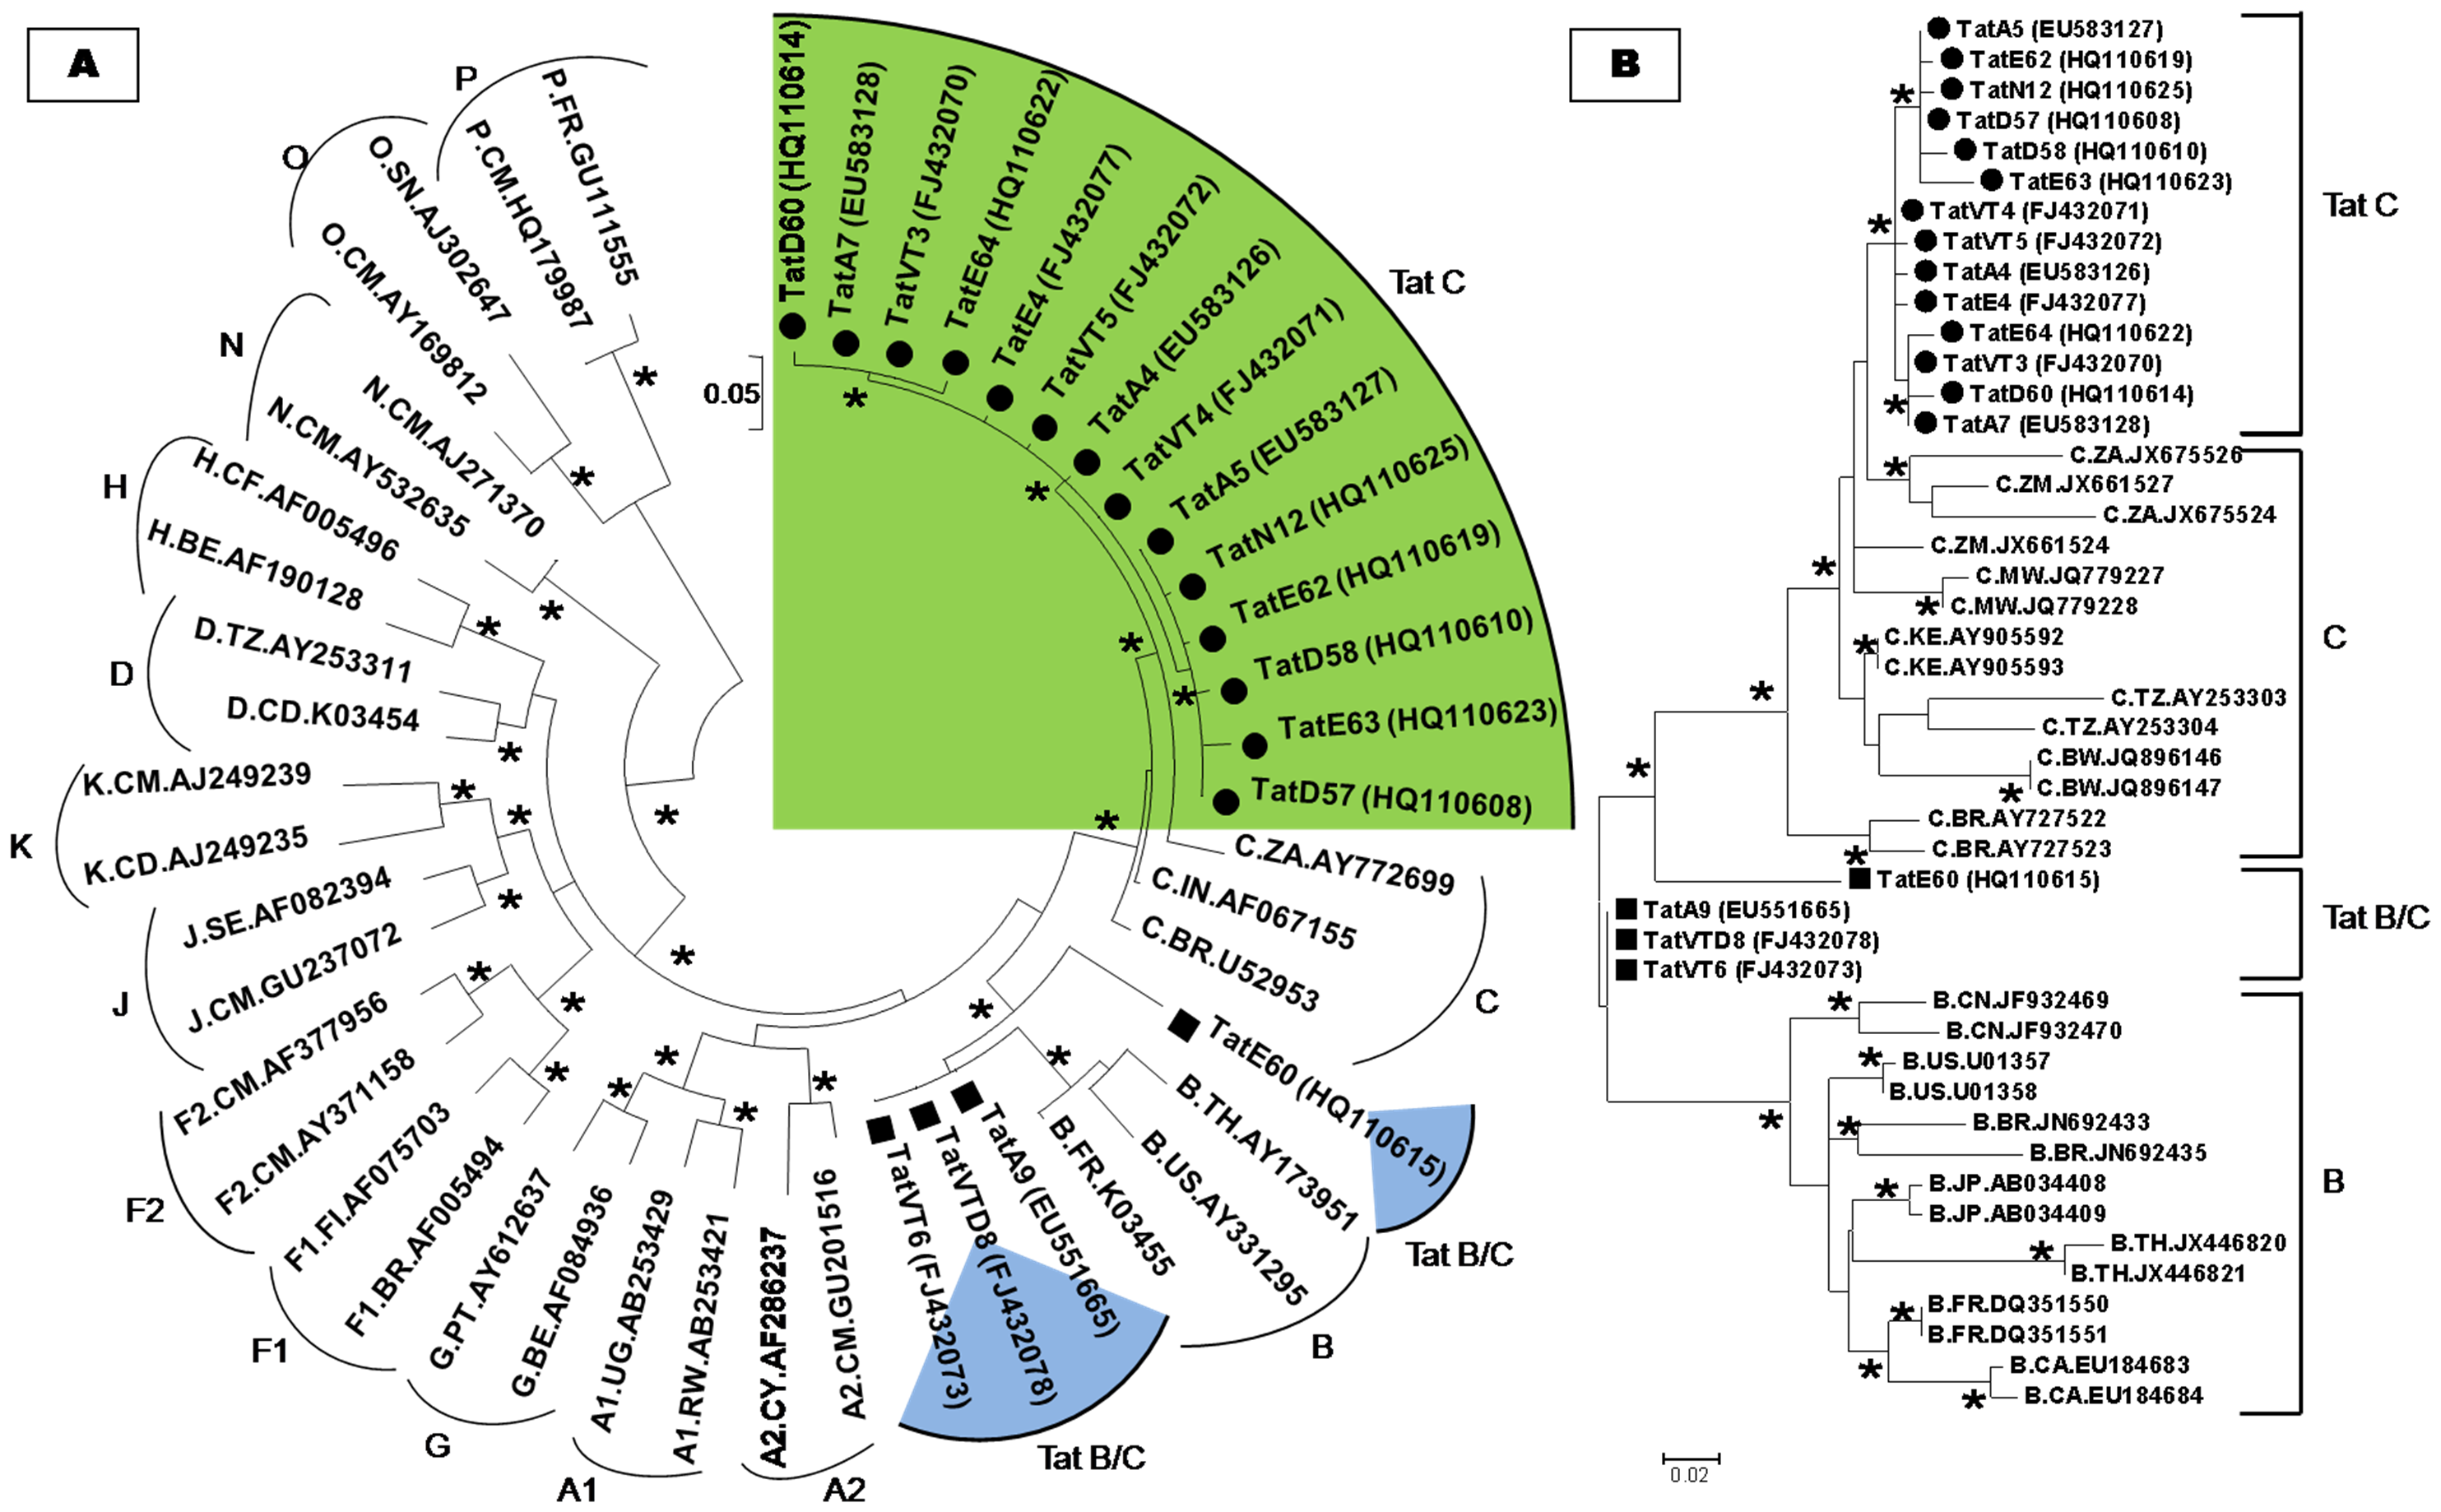 A
P
P.FR.GU111555
P.CM.HQ179987
O
O.SN.AJ302647
O.CM.AY169812
N
N.CM.AJ271370
N.CM.AY532635
H
H.CF.AF005496
H.BE.AF190128
D
D.TZ.AY253311
D.CD.K03454
K
K.CM.AJ249239
K.CD.AJ249235
J
J.SE.AF082394
J.CM.GU237072
F2
F2.CM.AF377956
F2.CM.AY371158
F1
F1.FI.AF075703
F1.BR.AF005494
G
G.PT.AY612637
G.BE.AF084936
A1
A1.UG.AB253429
A1.RW.AB253421
A2
A2.CY.AF286237
A2.CM.GU201516
TatVT6 (FJ432073)
TatVTD8 (FJ432078)
TatA9 (EU551665)
Tat B/C
B.FR.K03455
B.US.AY331295
B.TH.AY173951
B
TatE60 (HQ110615)
Tat B/C
C.BR.U52953
C.IN.AF067155
C.ZA.AY772699
C
TatD57 (HQ110608)
TatE63 (HQ110623)
TatD58 (HQ110610)
TatE62 (HQ110619)
TatN12 (HQ110625)
TatA5 (EU583127)
TatVT4 (FJ432071)
TatA4 (EU583126)
TatVT5 (FJ432072)
TatE4 (FJ432077)
TatE64 (HQ110622)
TatVT3 (FJ432070)
TatA7 (EU583128)
TatD60 (HQ110614)
Tat C
0.05
B
TatA5 (EU583127)
TatE62 (HQ110619)
TatN12 (HQ110625)
TatD57 (HQ110608)
TatD58 (HQ110610)
TatE63 (HQ110623)
TatVT4 (FJ432071)
TatVT5 (FJ432072)
TatA4 (EU583126)
TatE4 (FJ432077)
TatE64 (HQ110622)
TatVT3 (FJ432070)
TatD60 (HQ110614)
TatA7 (EU583128)
Tat C
C.ZA.JX675526
C.ZM.JX661527
C.ZA.JX675524
C.ZM.JX661524
C.MW.JQ779227
C.MW.JQ779228
C.KE.AY905592
C.KE.AY905593
C.TZ.AY253303
C.TZ.AY253304
C.BW.JQ896146
C.BW.JQ896147
C.BR.AY727522
C.BR.AY727523
C
TatE60 (HQ110615)
TatA9 (EU551665)
TatVTD8 (FJ432078)
TatVT6 (FJ432073)
Tat B/C
B.CN.JF932469
B.CN.JF932470
B.US.U01357
B.US.U01358
B.BR.JN692433
B.BR.JN692435
B.JP.AB034408
B.JP.AB034409
B.TH.JX446820
B.TH.JX446821
B.FR.DQ351550
B.FR.DQ351551
B.CA.EU184683
B.CA.EU184684
B
0.02